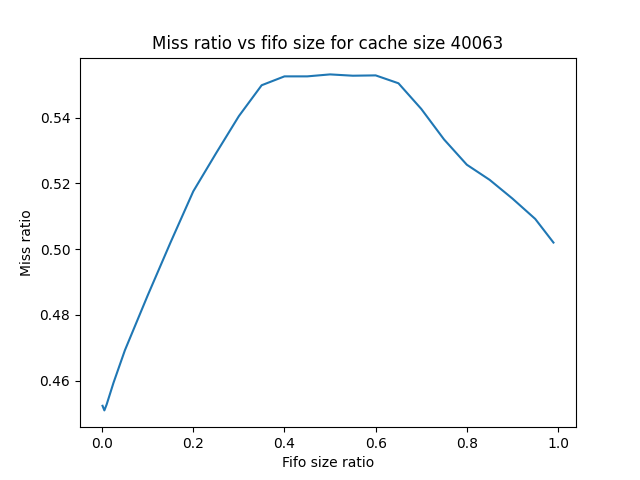 Miss ratio vs fifo size for cache size 40063
Miss ratio
0.54
0.52
0.50
0.48
0.46
0.0 0.2 0.4 0.6 0.8 1.0
Fifo size ratio